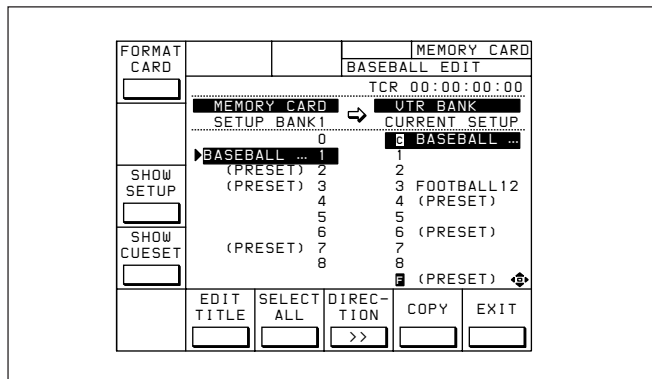 FORMAT CARD
MEMORY CARD
BASEBALL EDIT
TCR 00:00:00:00
MEMORY CARD ⇨ VTR BANK
SETUP BANK1 CURRENT SETUP
0 C BASEBALL …
▶BASEBALL … 1 1
(PRESET) 2 2
(PRESET) 3 3 FOOTBALL12
4 4 (PRESET)
5 5
6 6 (PRESET)
(PRESET) 7 7
8 8
F (PRESET)
SHOW SETUP
SHOW CUESET
EDIT TITLE
SELECT ALL
DIREC-TION
>>
COPY
EXIT